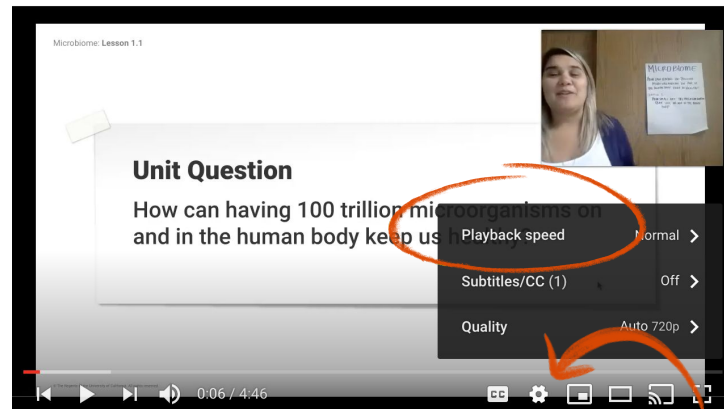 Microbiome: Lesson 1.1
MICROBIOME
Unit Question
How can having 100 trillion microorganisms on
and in the human body keep us healthy?
Playback speed Normal
Subtitles/CC (1) Off
Quality Auto 720p
0:06 / 4:46
CC